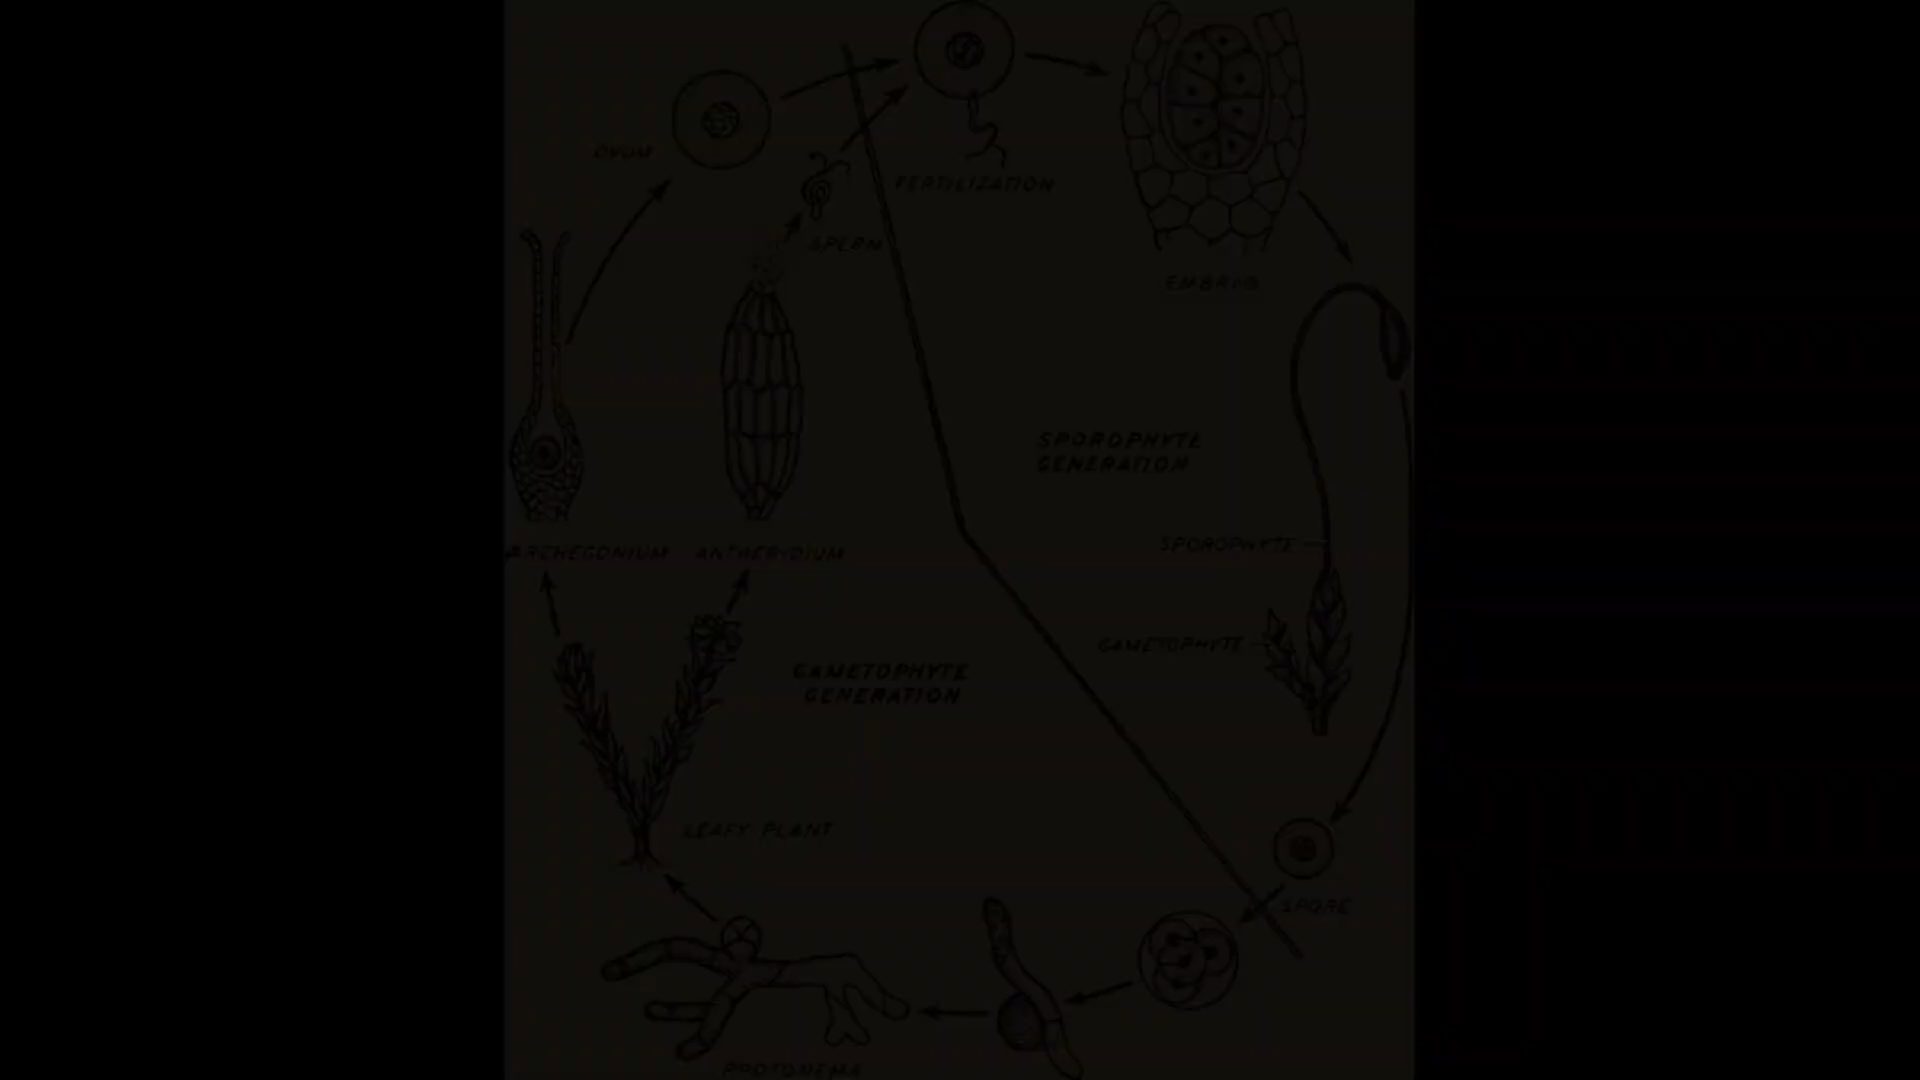 OVUM
FERTILIZATION
SPERM
EMBRYO
SPOROPHYTE
GENERATION
ARCHEGONIUM ANTHERIDIUM
SPOROPHYTE
GAMETOPHYTE
GAMETOPHYTE
GENERATION
LEAFY PLANT
SPORE
PROTONEMA